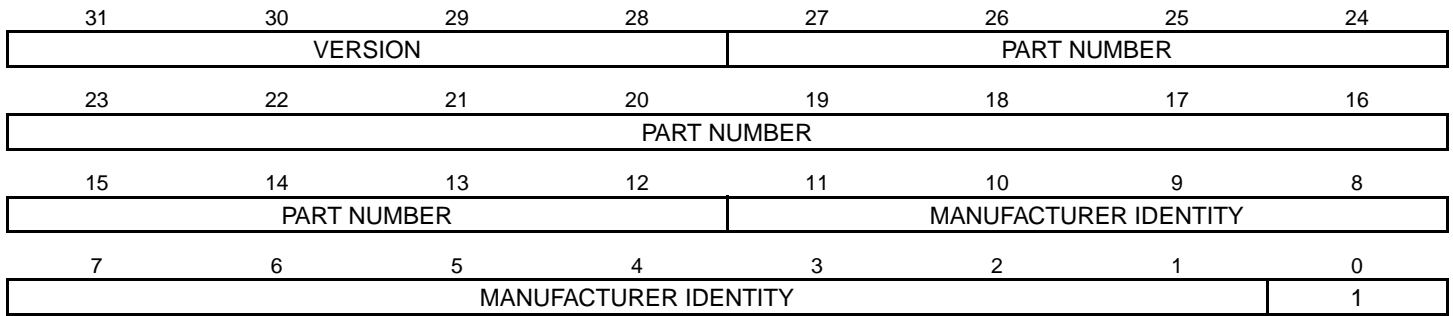 31 30 29 28 27 26 25 24
VERSION PART NUMBER
23 22 21 20 19 18 17 16
PART NUMBER
15 14 13 12 11 10 9 8
PART NUMBER MANUFACTURER IDENTITY
7 6 5 4 3 2 1 0
MANUFACTURER IDENTITY 1